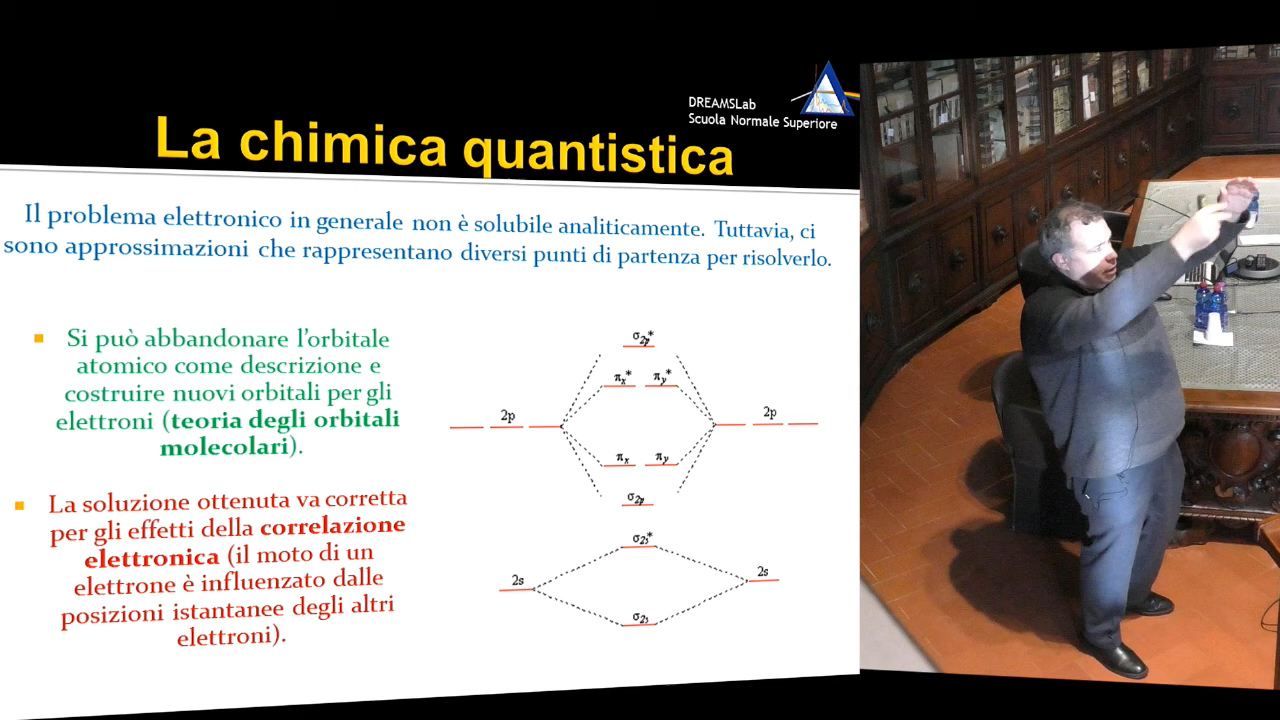 DREAMSLab
Scuola Normale Superiore
La chimica quantistica
Il problema elettronico in generale non è solubile analiticamente. Tuttavia, ci
sono approssimazioni che rappresentano diversi punti di partenza per risolverlo.
Si può abbandonare l'orbitale
atomico come descrizione e
costruire nuovi orbitali per gli
elettroni (teoria degli orbitali
molecolari).
La soluzione ottenuta va corretta
per gli effetti della correlazione
elettronica (il moto di un
elettrone è influenzato dalle
posizioni istantanee degli altri
elettroni).
σ2p*
πx* πy*
2p 2p
πx πy
σ2p
σ2s*
2s 2s
σ2s